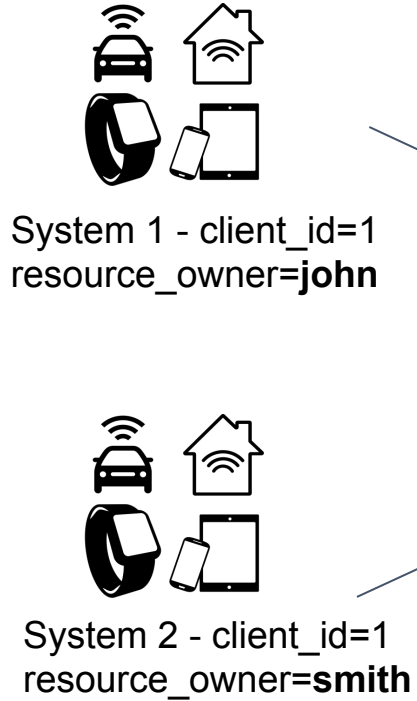 System 1 - client_id=1
resource_owner=john
System 2 - client_id=1
resource_owner=smith